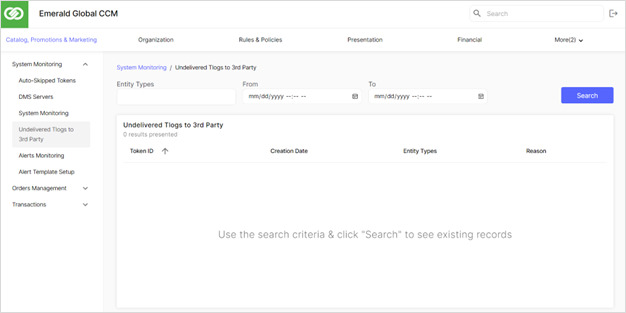 Emerald Global CCM
Search
Catalog, Promotions & Marketing Organization Rules & Policies Presentation Financial More(2)
System Monitoring
Auto-Skipped Tokens
DMS Servers
System Monitoring
Undelivered Tlogs to
3rd Party
Alerts Monitoring
Alert Template Setup
Orders Management
Transactions
System Monitoring / Undelivered Tlogs to 3rd Party
Entity Types From To
mm/dd/yyyy --:-- -- mm/dd/yyyy --:-- -- Search
Undelivered Tlogs to 3rd Party
0 results presented
Token ID Creation Date Entity Types Reason
Use the search criteria & click "Search" to see existing records